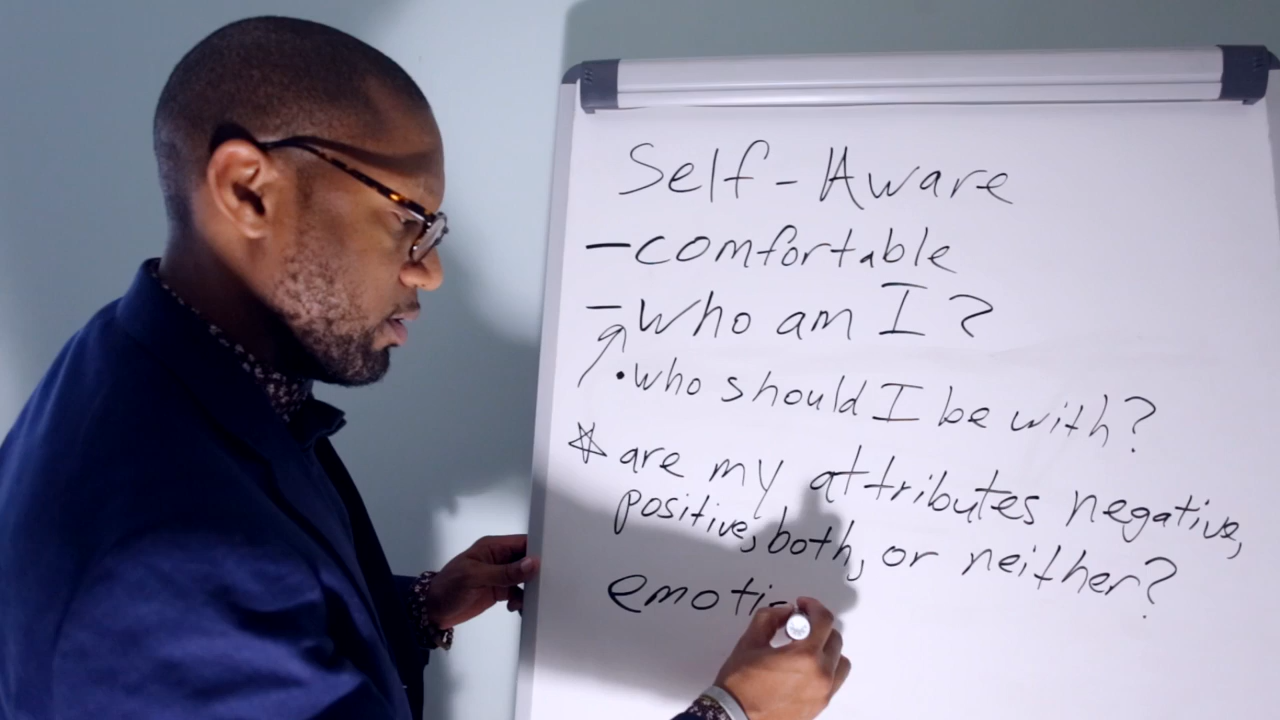 Self-Aware
-comfortable
-Who am I?
•who should I be with?
☆ are my attributes negative,
positive, both, or neither?
emoti